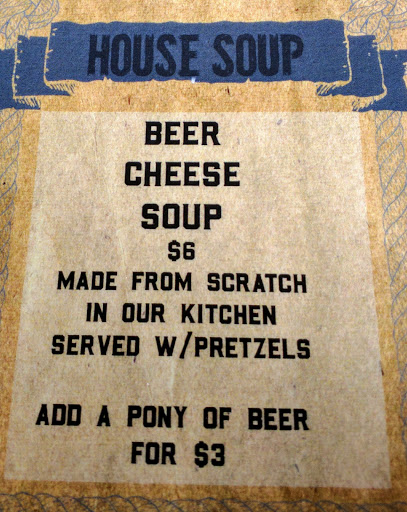 HOUSE SOUP
BEER
CHEESE
SOUP
$6
MADE FROM SCRATCH
IN OUR KITCHEN
SERVED W/PRETZELS
ADD A PONY OF BEER
FOR $3